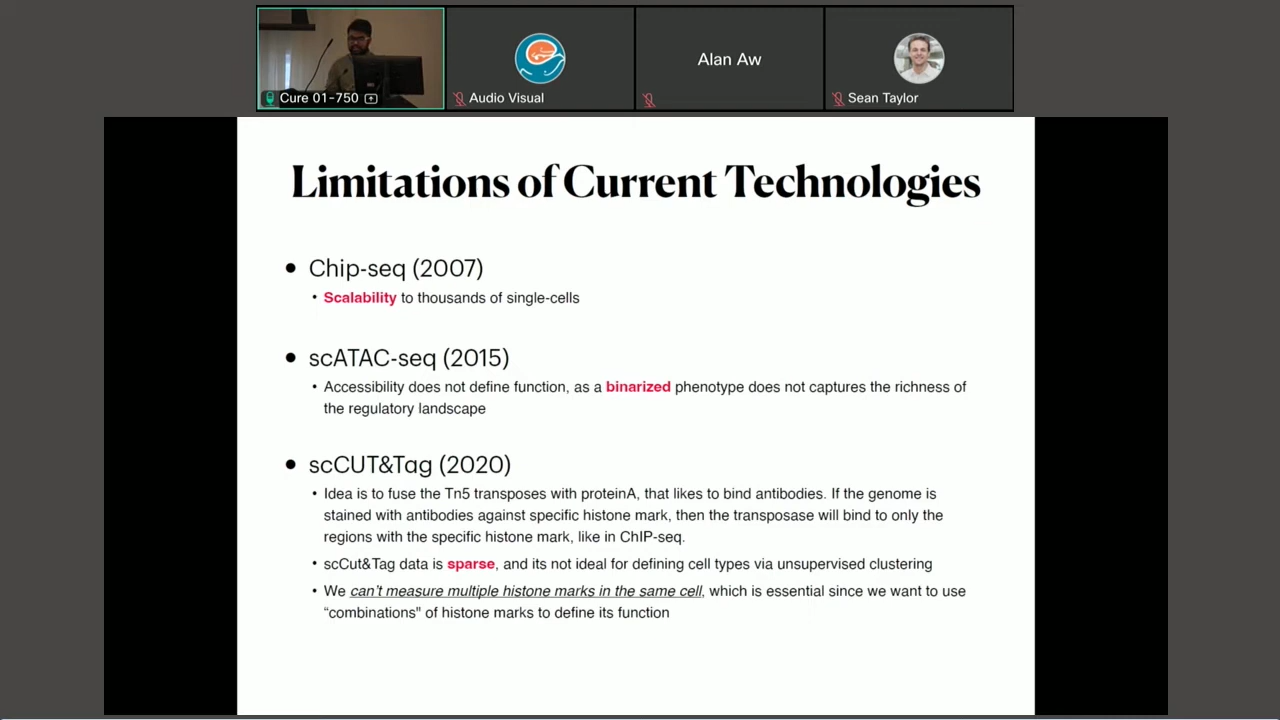 Cure 01-750
Audio Visual
Alan Aw
Sean Taylor
Limitations of Current Technologies
• Chip-seq (2007)
• Scalability to thousands of single-cells
• scATAC-seq (2015)
• Accessibility does not define function, as a binarized phenotype does not captures the richness of
the regulatory landscape
• scCUT&Tag (2020)
• Idea is to fuse the Tn5 transposes with proteinA, that likes to bind antibodies. If the genome is
stained with antibodies against specific histone mark, then the transposase will bind to only the
regions with the specific histone mark, like in ChIP-seq.
• scCut&Tag data is sparse, and its not ideal for defining cell types via unsupervised clustering
• We can't measure multiple histone marks in the same cell, which is essential since we want to use
“combinations" of histone marks to define its function